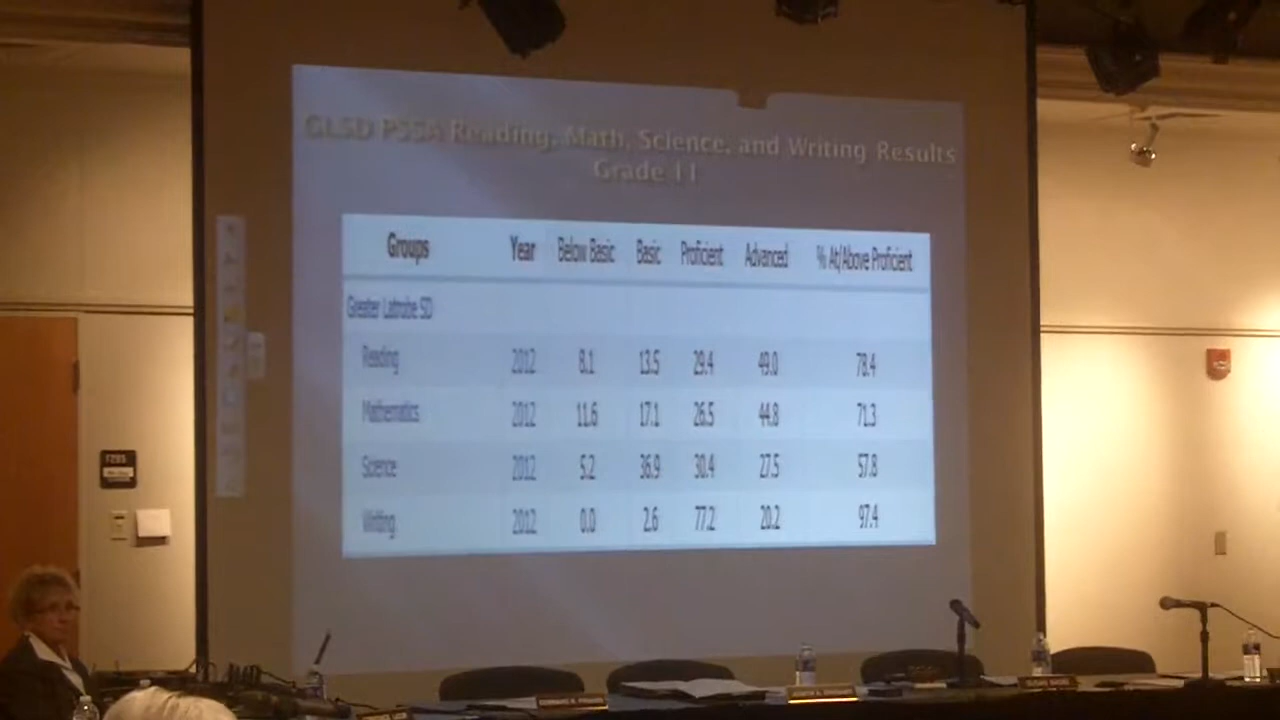 GLSD PSSA Reading, Math, Science, and Writing Results
Grade 11
Groups Year Below Basic Basic Proficient Advanced % At/Above Proficient
Greater Latrobe SD
Reading 2012 8.1 13.5 29.4 49.0 78.4
Mathematics 2012 11.6 17.1 26.5 44.8 71.3
Science 2012 5.2 36.9 30.4 27.5 57.8
Writing 2012 0.0 2.6 77.2 20.2 97.4